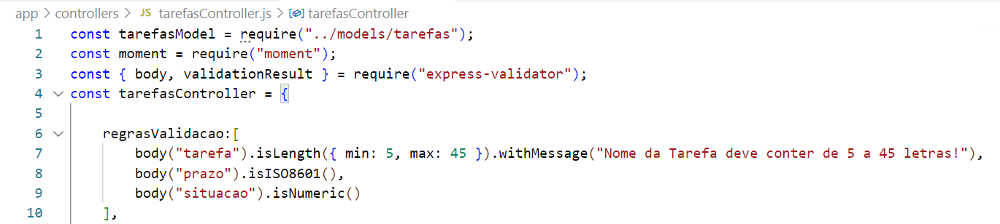 app > controllers > JS tarefasController.js > tarefasController
1 const tarefasModel = require("../models/tarefas");
2 const moment = require("moment");
3 const { body, validationResult } = require("express-validator");
4 const tarefasController = {
5
6 regrasValidacao:[
7 body("tarefa").isLength({ min: 5, max: 45 }).withMessage("Nome da Tarefa deve conter de 5 a 45 letras!"),
8 body("prazo").isISO8601(),
9 body("situacao").isNumeric()
10 ],